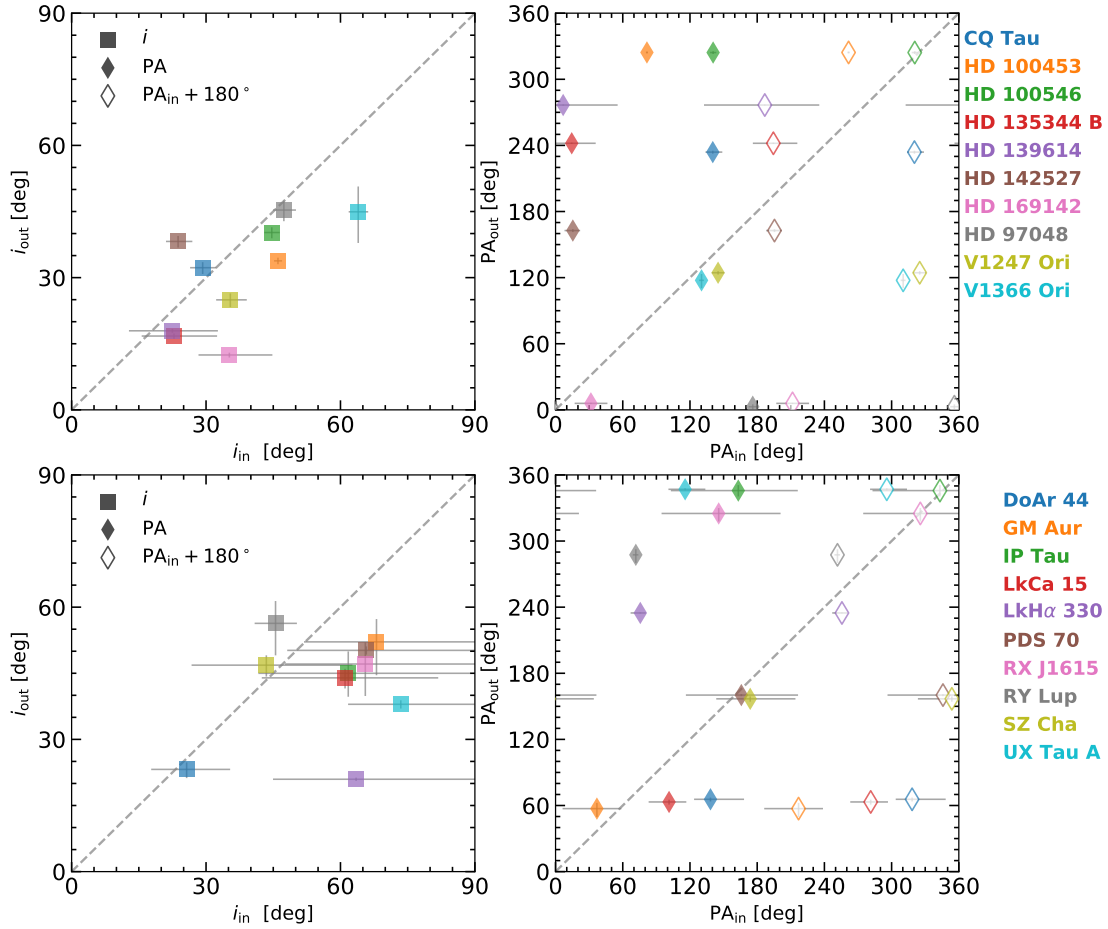 i
PA
PA_in + 180°
90
60
30
0
0
30
60
90
i_out [deg]
i_in [deg]
360
300
240
180
120
60
0
0
60
120
180
240
300
360
PA_out [deg]
PA_in [deg]
CQ Tau
HD 100453
HD 100546
HD 135344 B
HD 139614
HD 142527
HD 169142
HD 97048
V1247 Ori
V1366 Ori
i
PA
PA_in + 180°
90
60
30
0
0
30
60
90
i_out [deg]
i_in [deg]
360
300
240
180
120
60
0
0
60
120
180
240
300
360
PA_out [deg]
PA_in [deg]
DoAr 44
GM Aur
IP Tau
LkCa 15
LkHα 330
PDS 70
RX J1615
RY Lup
SZ Cha
UX Tau A